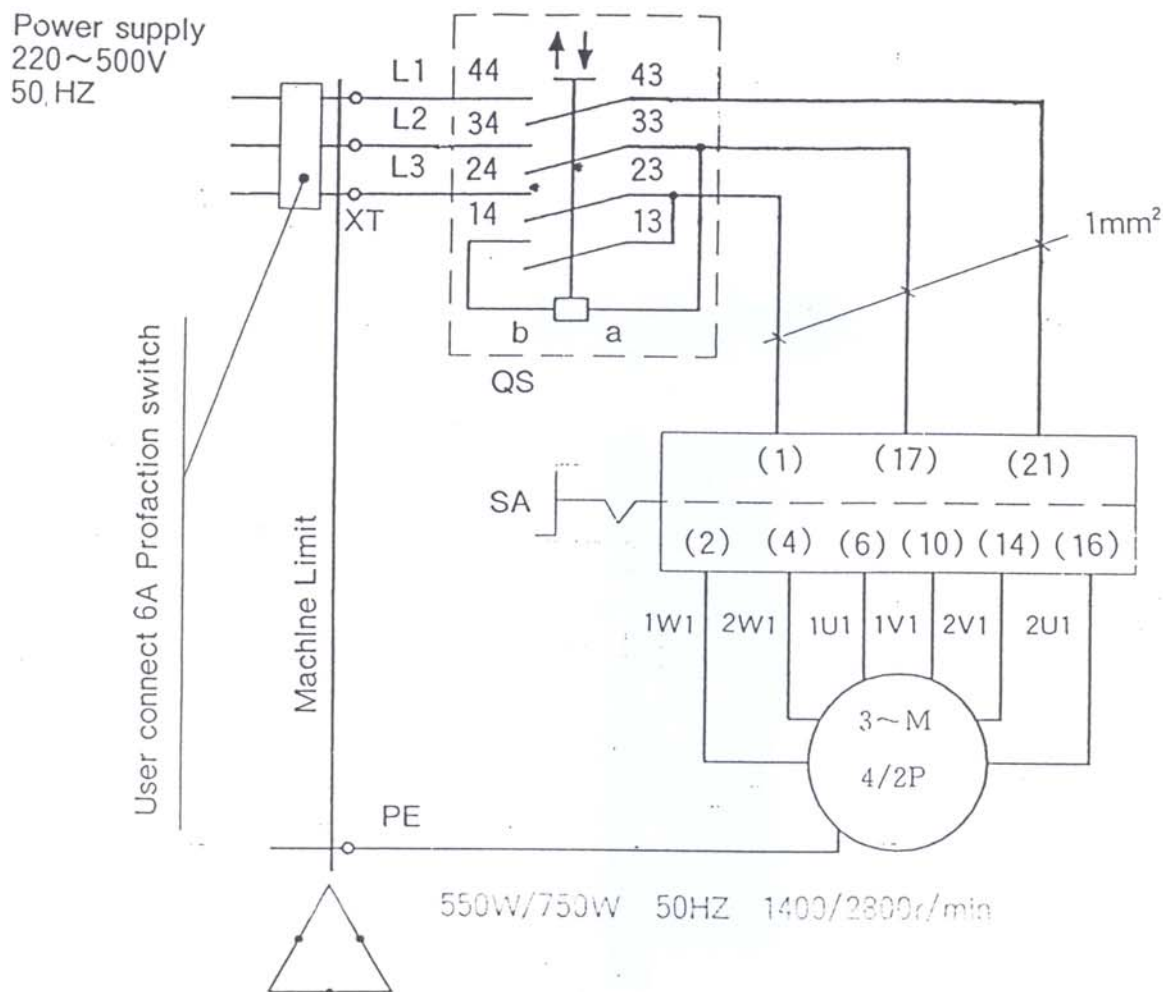 Power supply
220～500V
50 HZ
L1 44 43
L2 34 33
L3 24 23
XT 14 13
1mm²
b a
QS
User connect 6A Profaction switch
Machine Limit
SA
(1) (17) (21)
(2) (4) (6) (10) (14) (16)
1W1 2W1 1U1 1V1 2V1 2U1
3～M
4/2P
PE
550W/750W 50HZ 1400/2800r/min